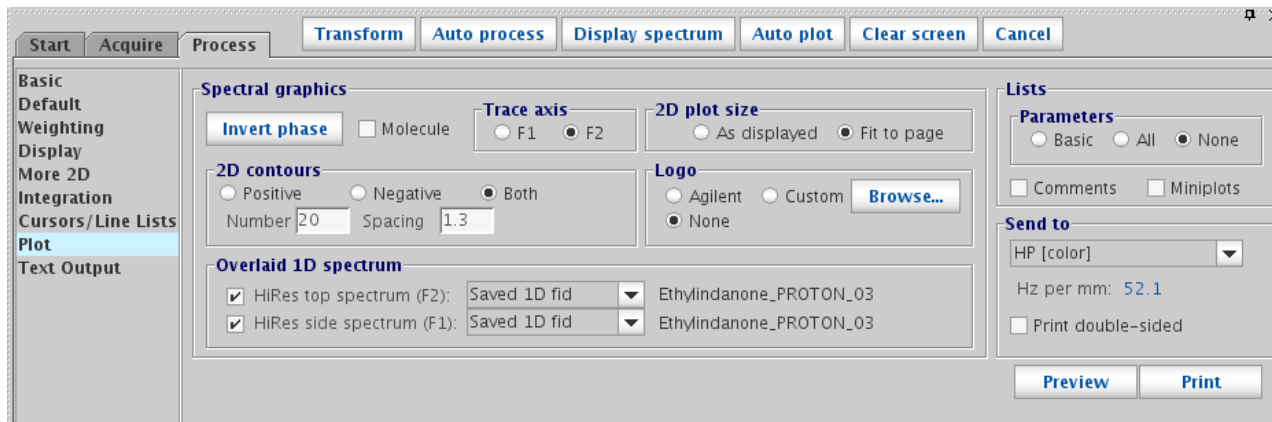 Start Acquire Process Transform Auto process Display spectrum Auto plot Clear screen Cancel
Basic
Default
Weighting
Display
More 2D
Integration
Cursors/Line Lists
Plot
Text Output
Spectral graphics
Invert phase Molecule
Trace axis
F1 F2
2D plot size
As displayed Fit to page
2D contours
Positive Negative Both
Number 20 Spacing 1.3
Logo
Agilent Custom Browse...
None
Overlaid 1D spectrum
HiRes top spectrum (F2): Saved 1D fid Ethylindanone_PROTON_03
HiRes side spectrum (F1): Saved 1D fid Ethylindanone_PROTON_03
Lists
Parameters
Basic All None
Comments Miniplots
Send to
HP [color]
Hz per mm: 52.1
Print double-sided
Preview Print